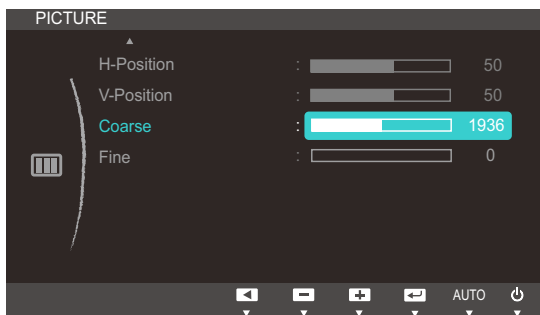 PICTURE
H-Position : 50
V-Position : 50
Coarse : 1936
Fine : 0
AUTO